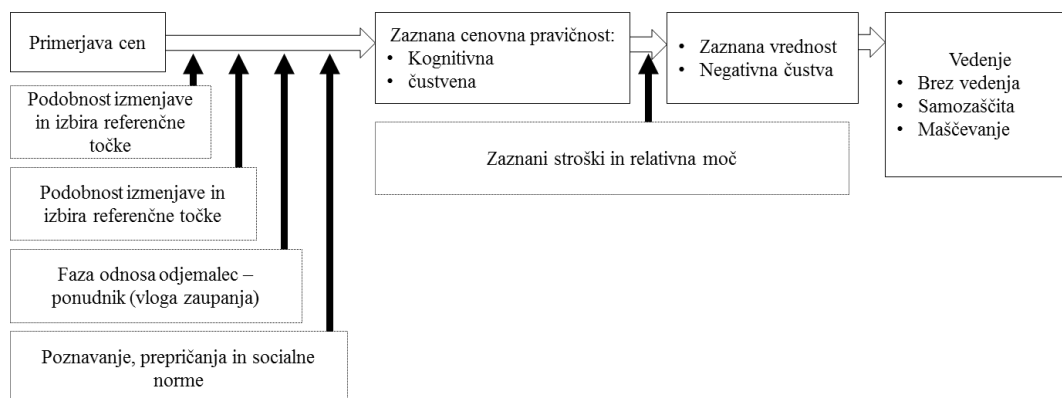 Primerjava cen
Zaznana cenovna pravičnost:
• Kognitivna
• čustvena
• Zaznana vrednost
• Negativna čustva
Vedenje
• Brez vedenja
• Samozaščita
• Maščevanje
Podobnost izmenjave
in izbira referenčne
točke
Zaznani stroški in relativna moč
Podobnost izmenjave in
izbira referenčne točke
Faza odnosa odjemalec –
ponudnik (vloga zaupanja)
Poznavanje, prepričanja in socialne
norme